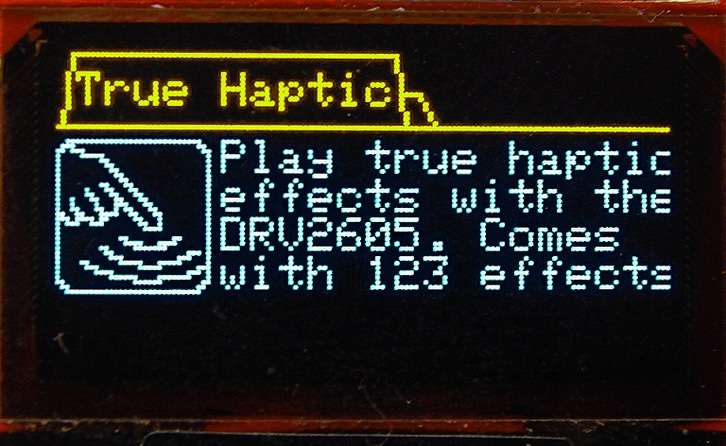 True Haptic
Play true haptic
effects with the
DRV2605. Comes
with 123 effects